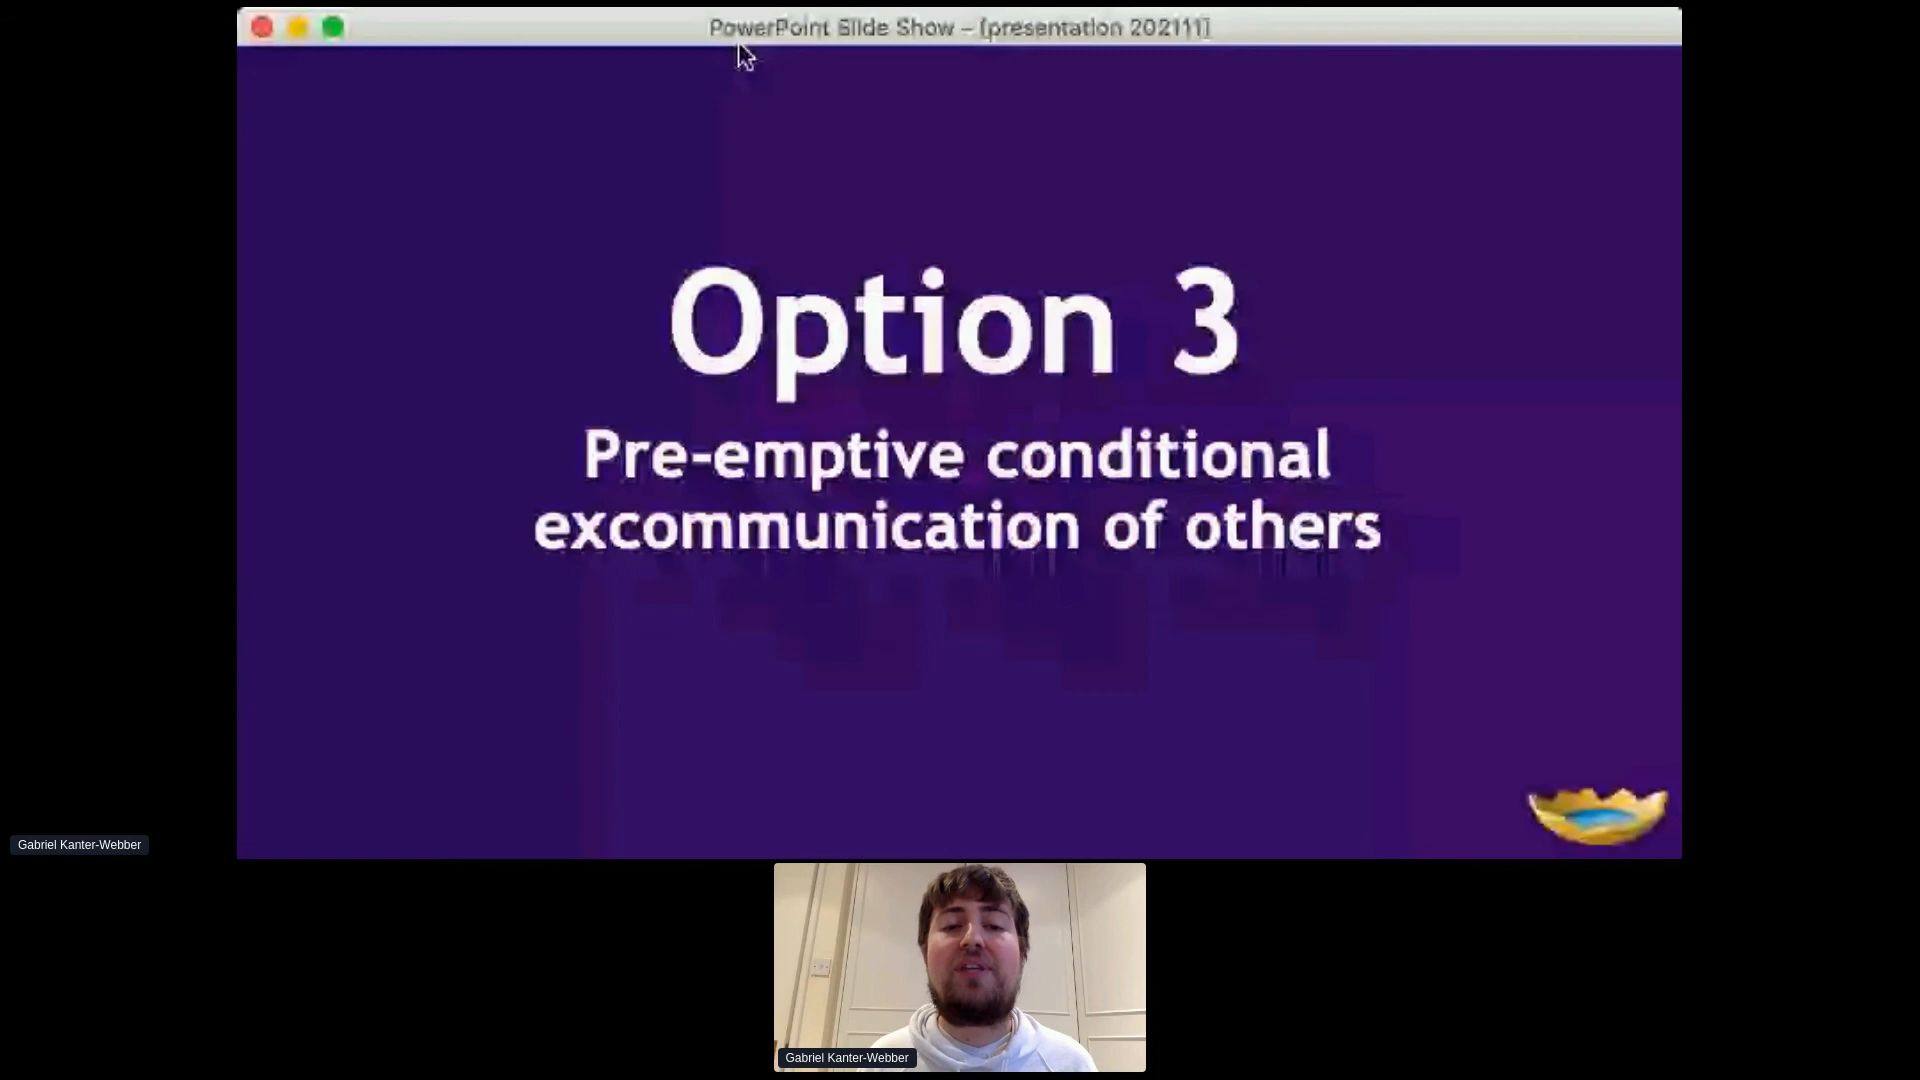 PowerPoint Slide Show – [presentation 202111]
Option 3
Pre-emptive conditional
excommunication of others
Gabriel Kanter-Webber
Gabriel Kanter-Webber